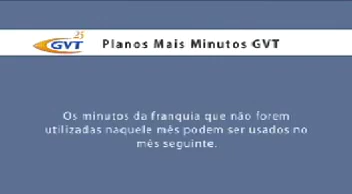 25
GVT
Planos Mais Minutos GVT
Os minutos da franquia que não forem
utilizadas naquele mês podem ser usados no
mês seguinte.